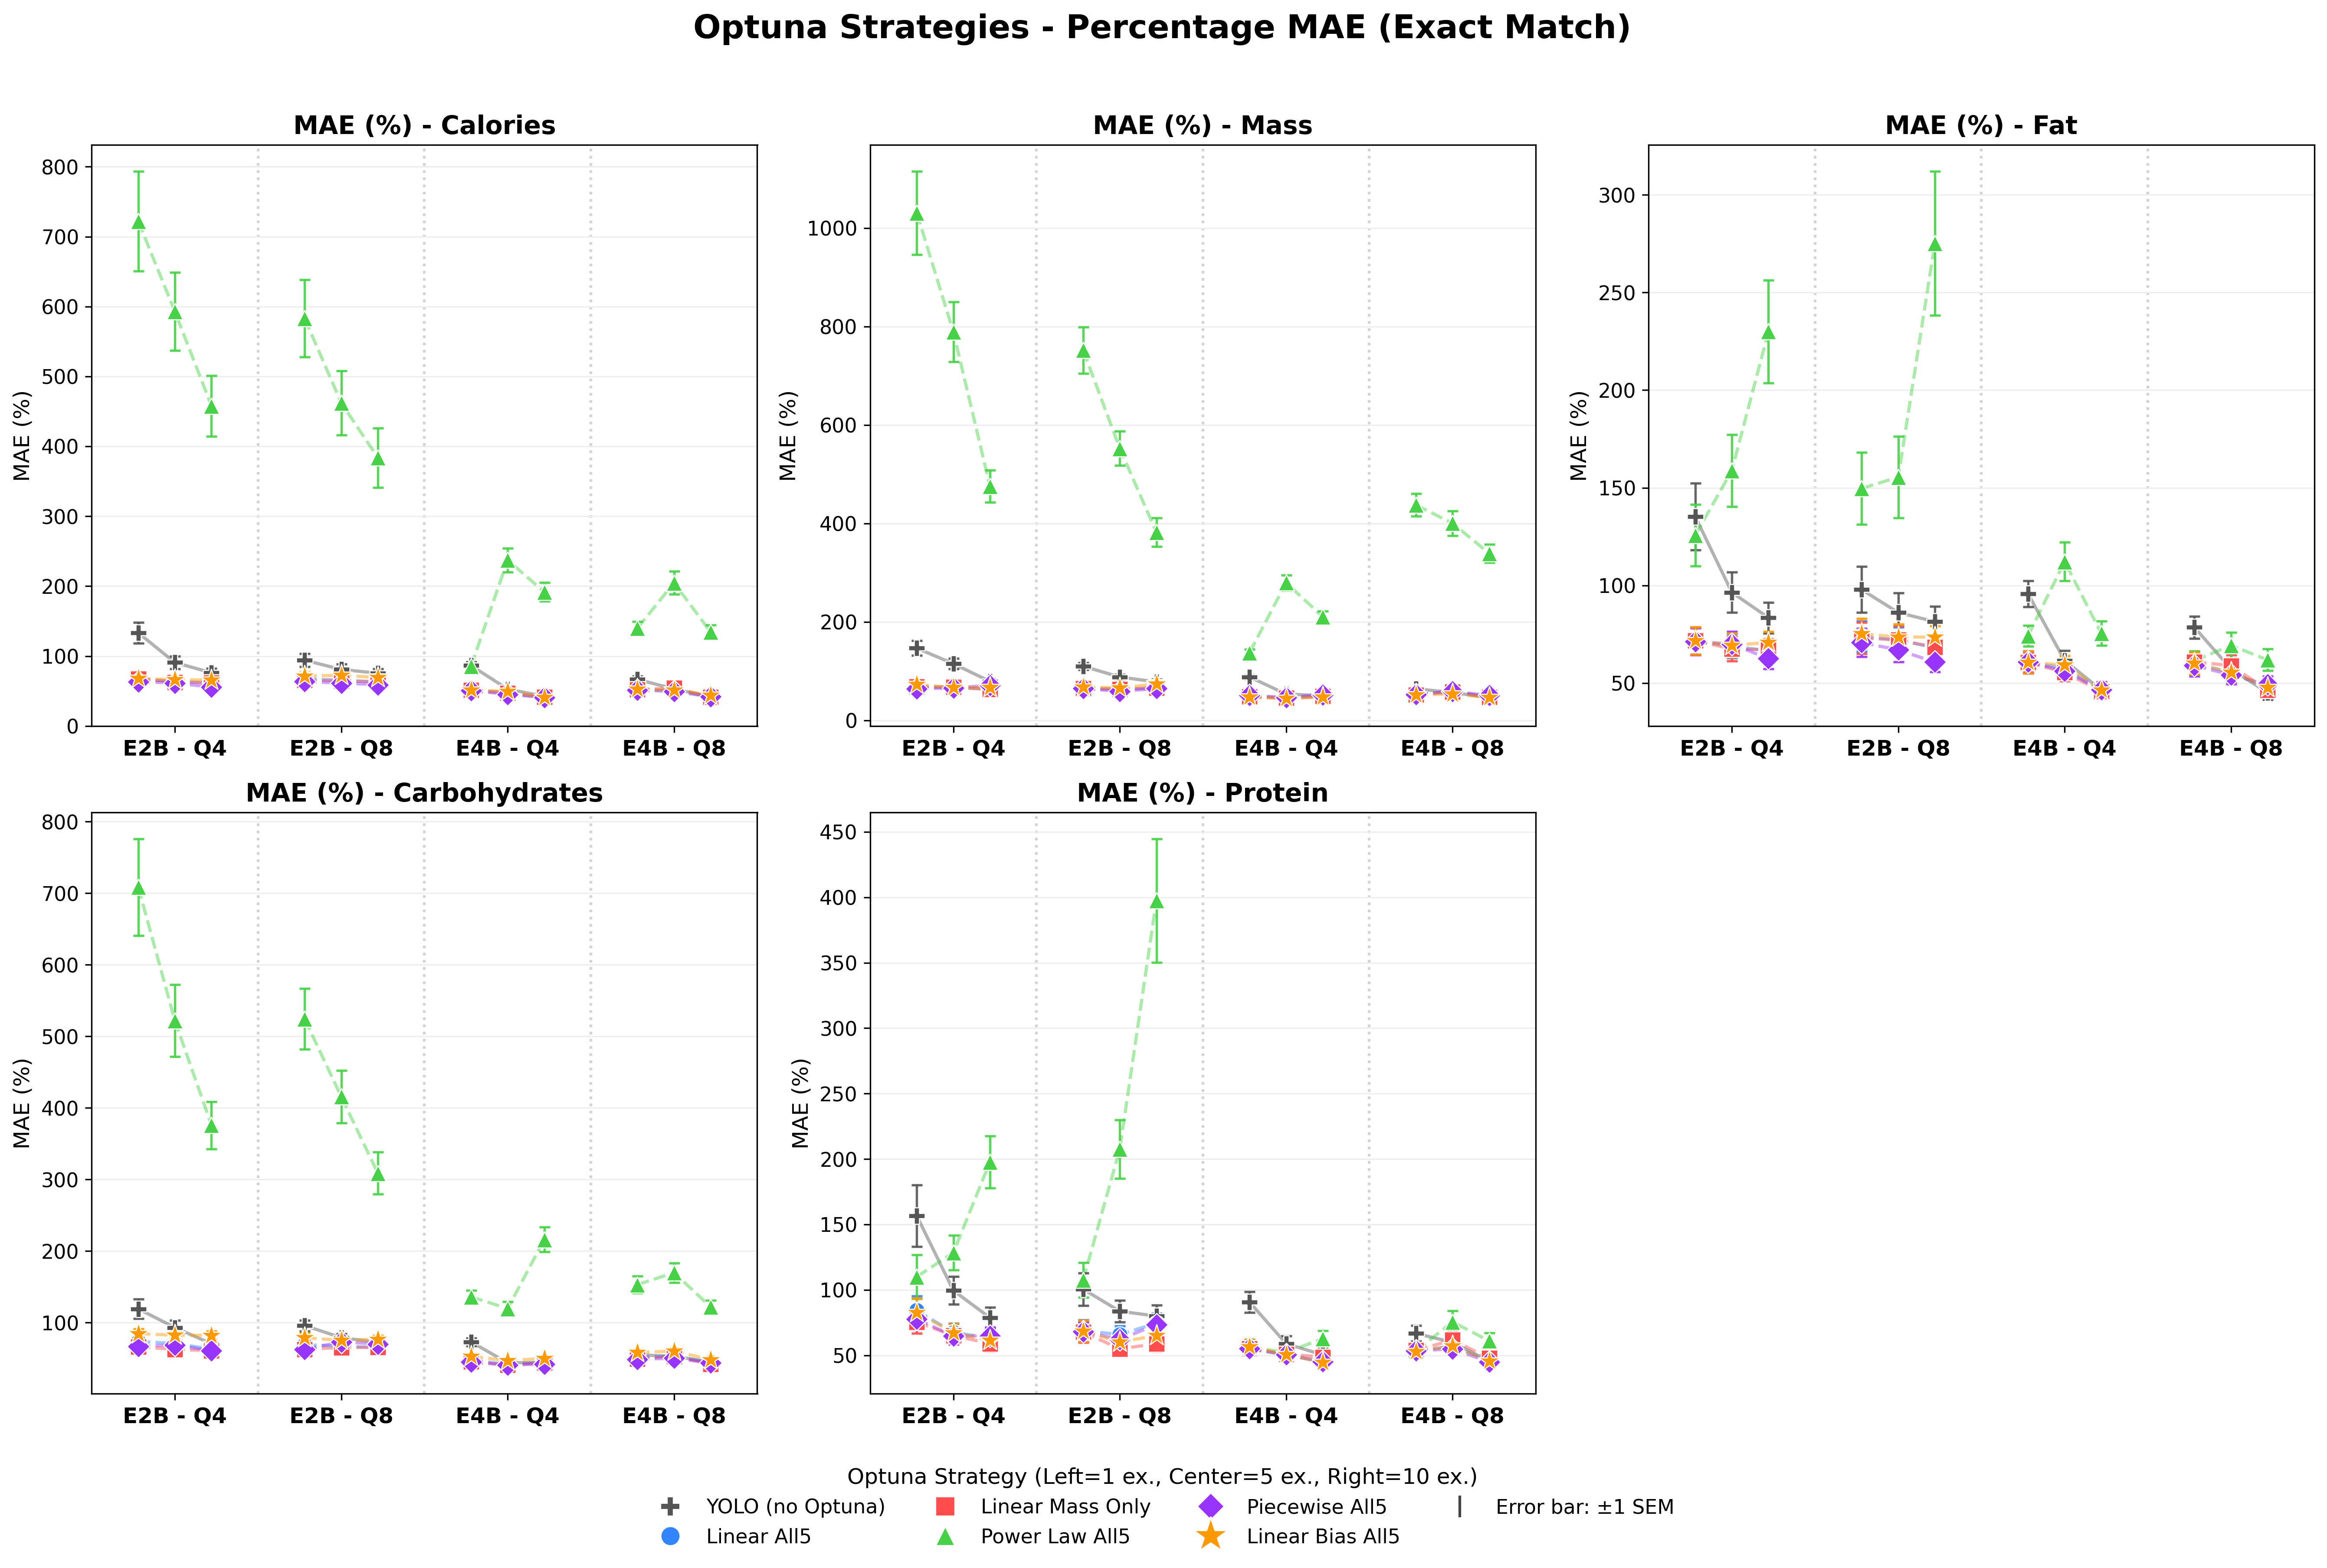 Optuna Strategies - Percentage MAE (Exact Match)
MAE (%) - Calories
MAE (%)
800
700
600
500
400
300
200
100
0
E2B - Q4
E2B - Q8
E4B - Q4
E4B - Q8
MAE (%) - Mass
MAE (%)
1000
800
600
400
200
0
E2B - Q4
E2B - Q8
E4B - Q4
E4B - Q8
MAE (%) - Fat
MAE (%)
300
250
200
150
100
50
E2B - Q4
E2B - Q8
E4B - Q4
E4B - Q8
MAE (%) - Carbohydrates
MAE (%)
800
700
600
500
400
300
200
100
E2B - Q4
E2B - Q8
E4B - Q4
E4B - Q8
MAE (%) - Protein
MAE (%)
450
400
350
300
250
200
150
100
50
E2B - Q4
E2B - Q8
E4B - Q4
E4B - Q8
Optuna Strategy (Left=1 ex., Center=5 ex., Right=10 ex.)
YOLO (no Optuna)
Linear All5
Linear Mass Only
Power Law All5
Piecewise All5
Linear Bias All5
Error bar: ±1 SEM